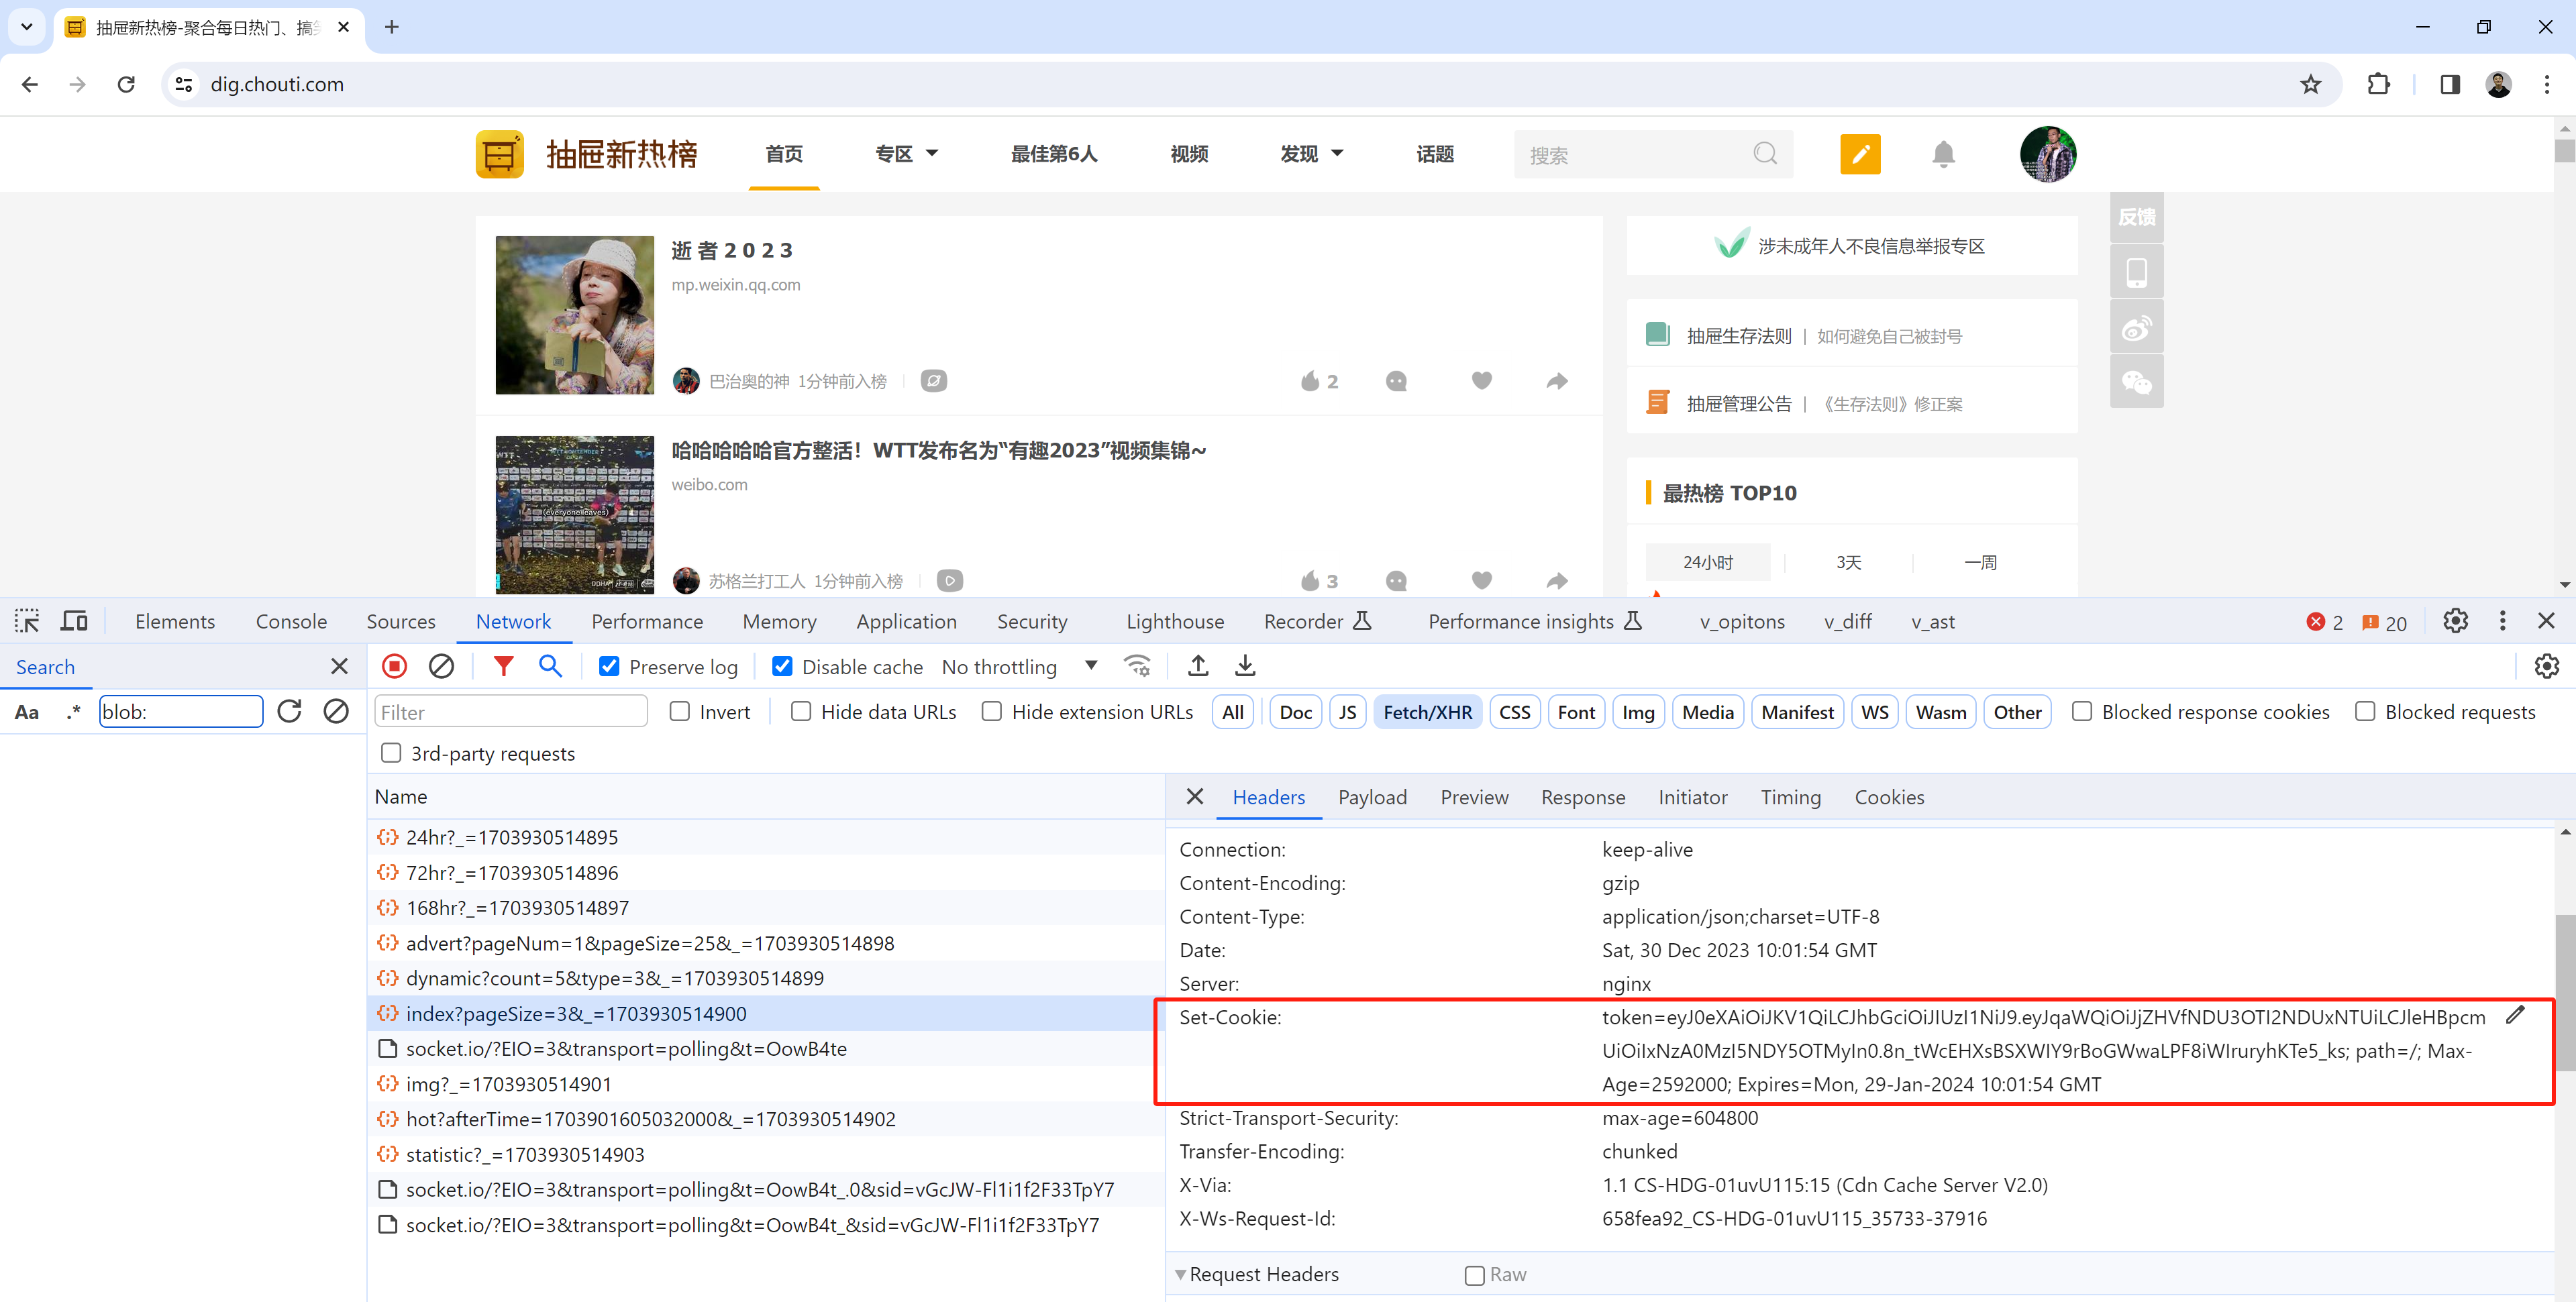 抽屉新热榜-聚合每日热门、搞笑
dig.chouti.com
抽屉新热榜
首页
专区
最佳第6人
视频
发现
话题
搜索
逝 者 2 0 2 3
mp.weixin.qq.com
巴治奥的神 1分钟前入榜
2
哈哈哈哈哈官方整活！WTT发布名为“有趣2023”视频集锦~
weibo.com
(everyone leaves)
苏格兰打工人 1分钟前入榜
3
涉未成年人不良信息举报专区
抽屉生存法则 | 如何避免自己被封号
抽屉管理公告 | 《生存法则》修正案
最热榜 TOP10
24小时
3天
一周
反馈
Elements
Console
Sources
Network
Performance
Memory
Application
Security
Lighthouse
Recorder
Performance insights
v_opitons
v_diff
v_ast
2
20
Search
Preserve log
Disable cache
No throttling
Aa
.*
blob:
Filter
Invert
Hide data URLs
Hide extension URLs
All
Doc
JS
Fetch/XHR
CSS
Font
Img
Media
Manifest
WS
Wasm
Other
Blocked response cookies
Blocked requests
3rd-party requests
Name
24hr?_=1703930514895
72hr?_=1703930514896
168hr?_=1703930514897
advert?pageNum=1&pageSize=25&_=1703930514898
dynamic?count=5&type=3&_=1703930514899
index?pageSize=3&_=1703930514900
socket.io/?EIO=3&transport=polling&t=OowB4te
img?_=1703930514901
hot?afterTime=1703901605032000&_=1703930514902
statistic?_=1703930514903
socket.io/?EIO=3&transport=polling&t=OowB4t_.0&sid=vGcJW-Fl1i1f2F33TpY7
socket.io/?EIO=3&transport=polling&t=OowB4t_&sid=vGcJW-Fl1i1f2F33TpY7
Headers
Payload
Preview
Response
Initiator
Timing
Cookies
Connection: keep-alive
Content-Encoding: gzip
Content-Type: application/json;charset=UTF-8
Date: Sat, 30 Dec 2023 10:01:54 GMT
Server: nginx
Set-Cookie: token=eyJ0eXAiOiJKV1QiLCJhbGciOiJIUzI1NiJ9.eyJqaWQiOiJjZHVfNDU3OTI2NDUxNTUiLCJleHBpcm
UiOiIxNzA0MzI5NDY5OTMyIn0.8n_tWcEHXsBSXWlY9rBoGWwaLPF8iWIruryhKTe5_ks; path=/; Max-
Age=2592000; Expires=Mon, 29-Jan-2024 10:01:54 GMT
Strict-Transport-Security: max-age=604800
Transfer-Encoding: chunked
X-Via: 1.1 CS-HDG-01uvU115:15 (Cdn Cache Server V2.0)
X-Ws-Request-Id: 658fea92_CS-HDG-01uvU115_35733-37916
Request Headers
Raw